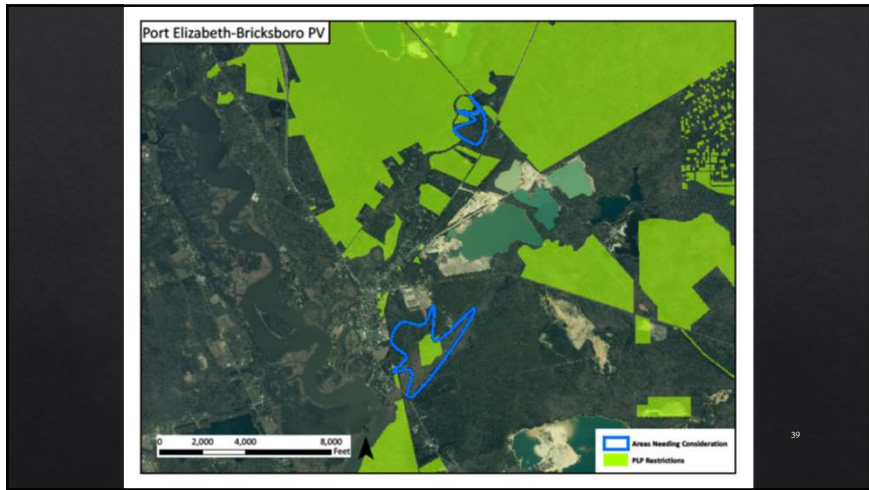 Port Elizabeth-Bricksboro PV
0 2,000 4,000 8,000
Feet
Areas Needing Consideration
PLP Restrictions
39